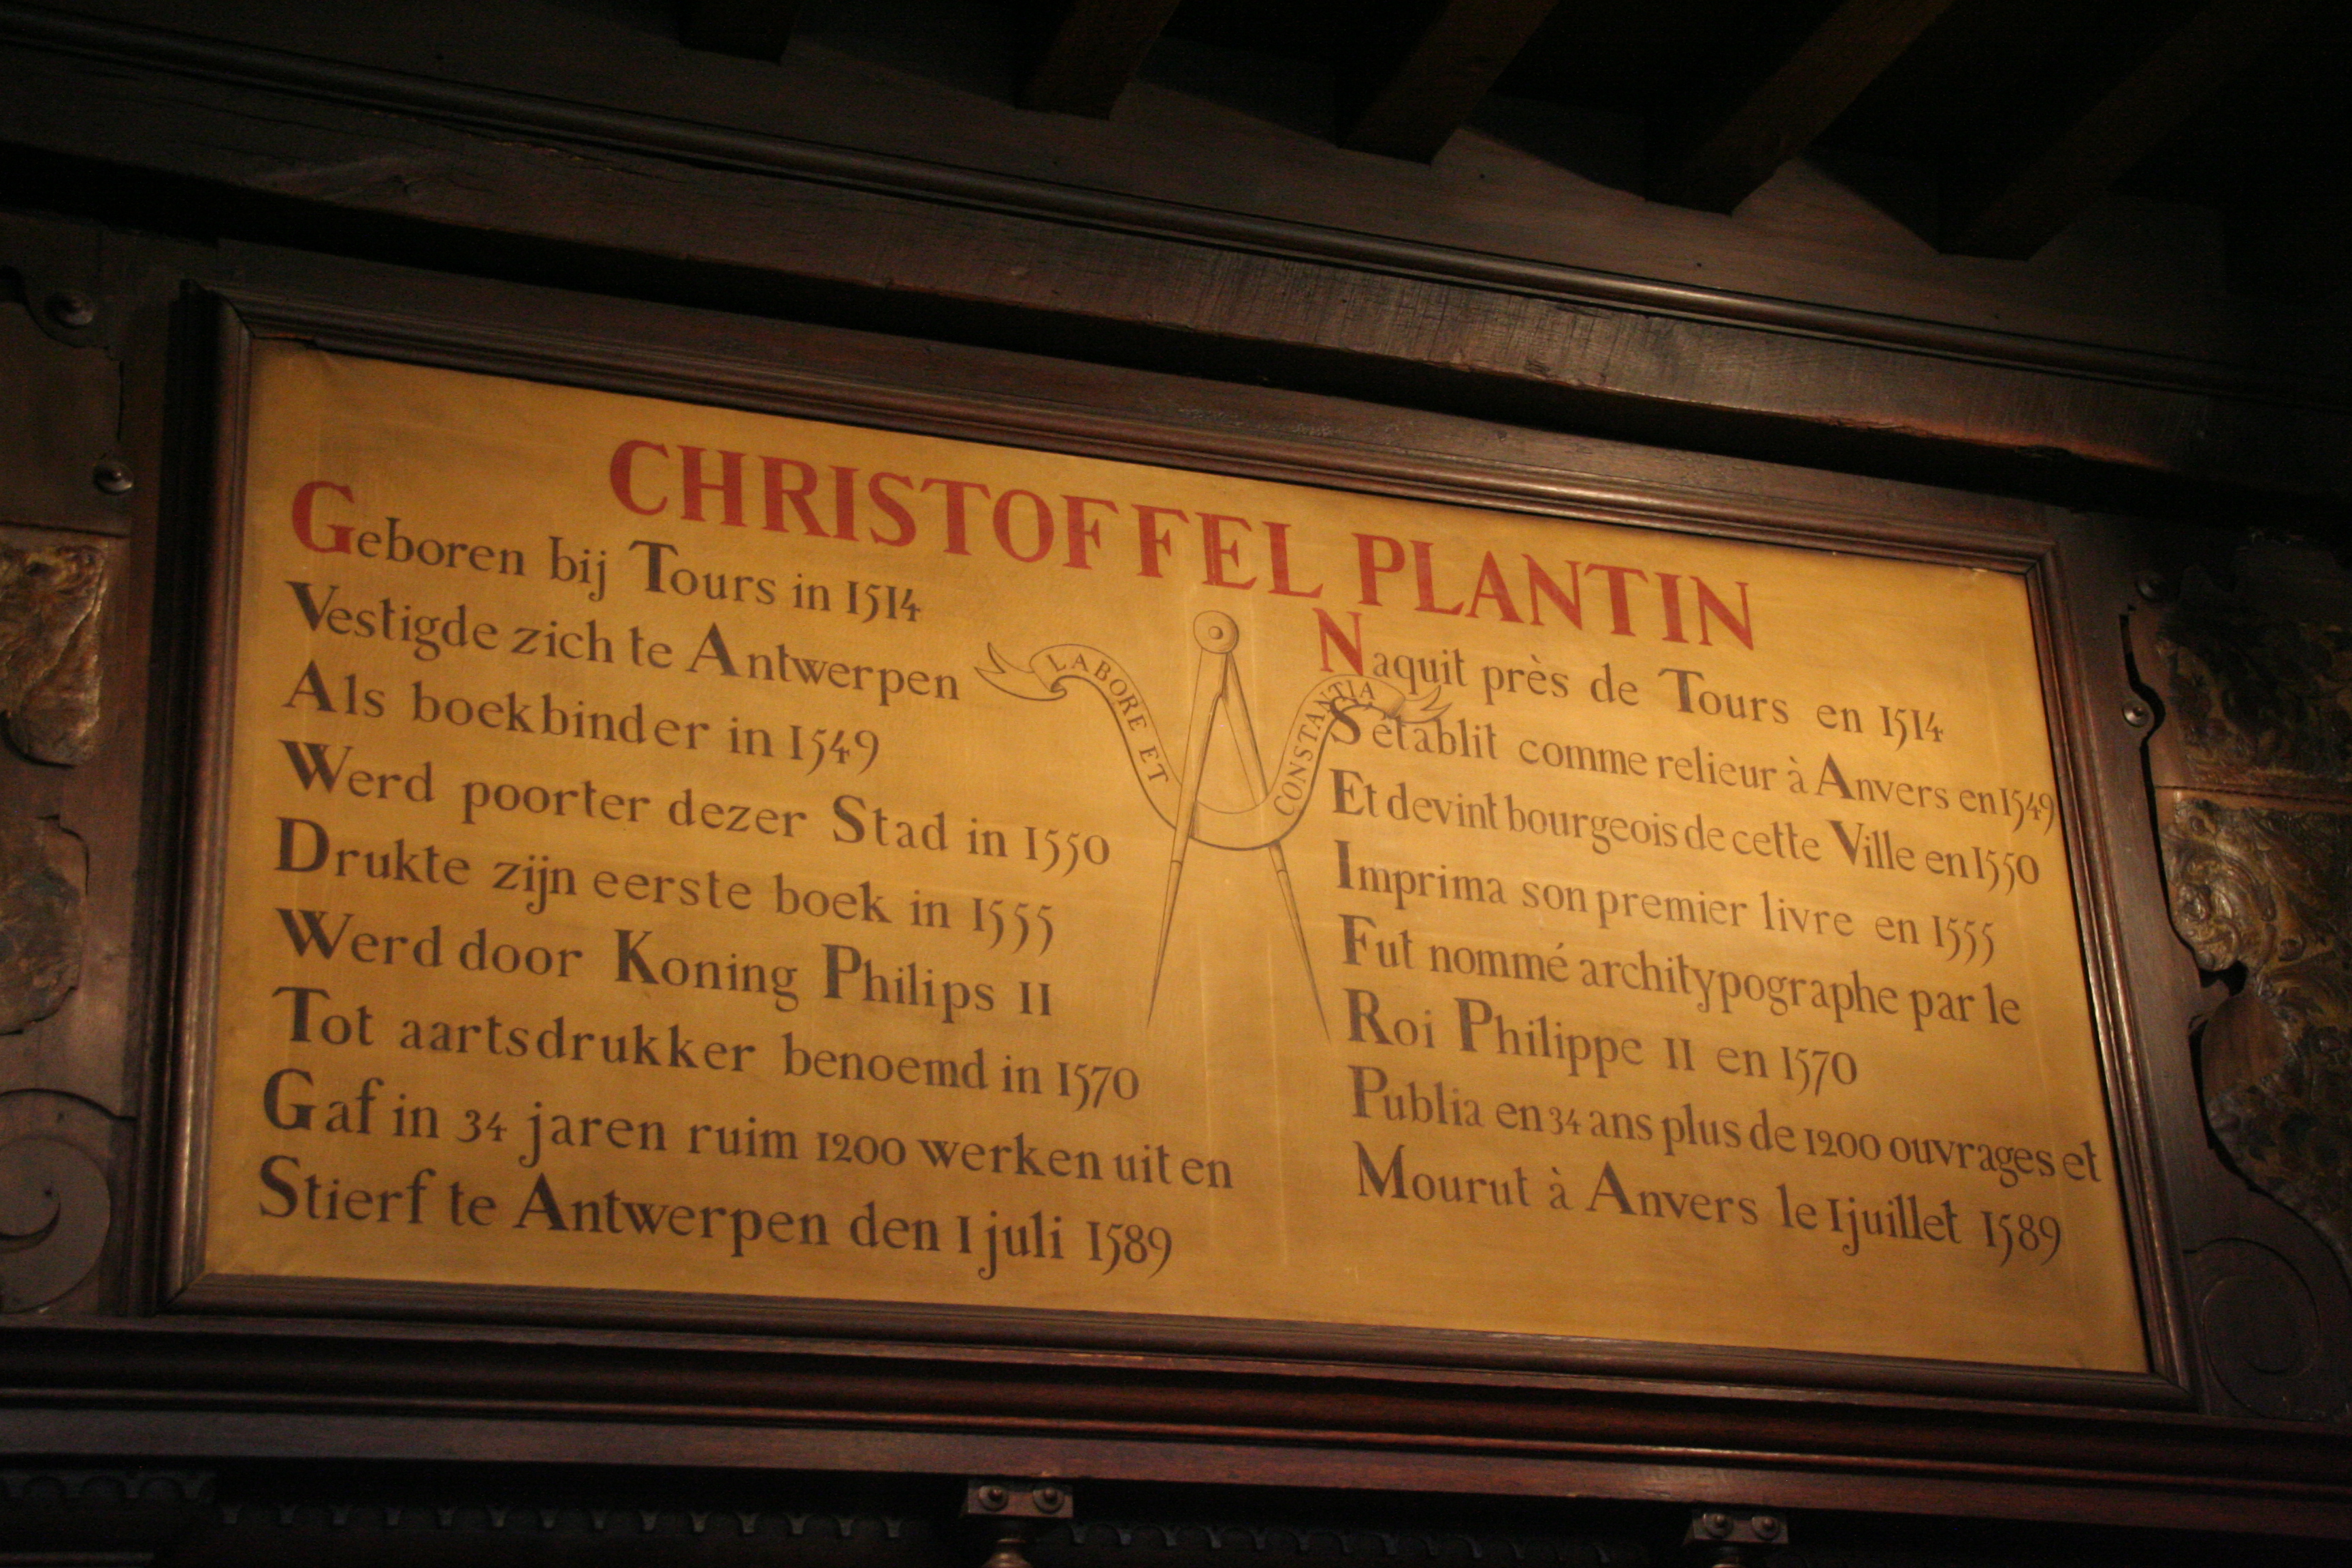 CHRISTOFFEL PLANTIN
Geboren bij Tours in 1514
Vestigde zich te Antwerpen
Als boekbinder in 1549
Werd poorter dezer Stad in 1550
Drukte zijn eerste boek in 1555
Werd door Koning Philips II
Tot aartsdrukker benoemd in 1570
Gaf in 34 jaren ruim 1200 werken uit en
Stierf te Antwerpen den 1 juli 1589
LABORE ET CONSTANTIA
Naquit près de Tours en 1514
S'établit comme relieur à Anvers en 1549
Et devint bourgeois de cette Ville en 1550
Imprima son premier livre en 1555
Fut nommé architypographe par le
Roi Philippe II en 1570
Publia en 34 ans plus de 1200 ouvrages et
Mourut à Anvers le 1 juillet 1589